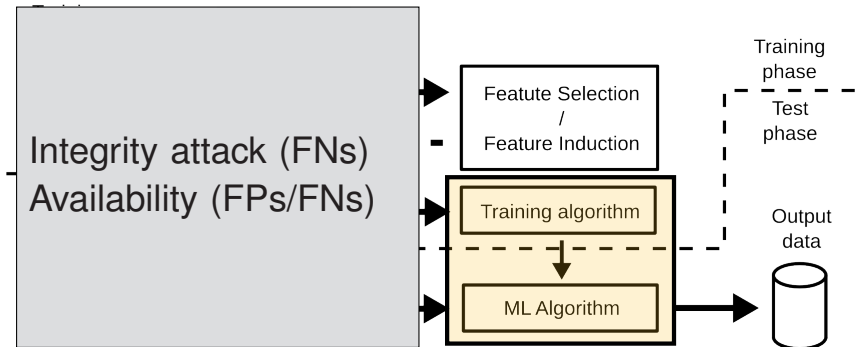 Integrity attack (FNs)
Availability (FPs/FNs)
Featute Selection
/
Feature Induction
Training algorithm
ML Algorithm
Training
phase
Test
phase
Output
data